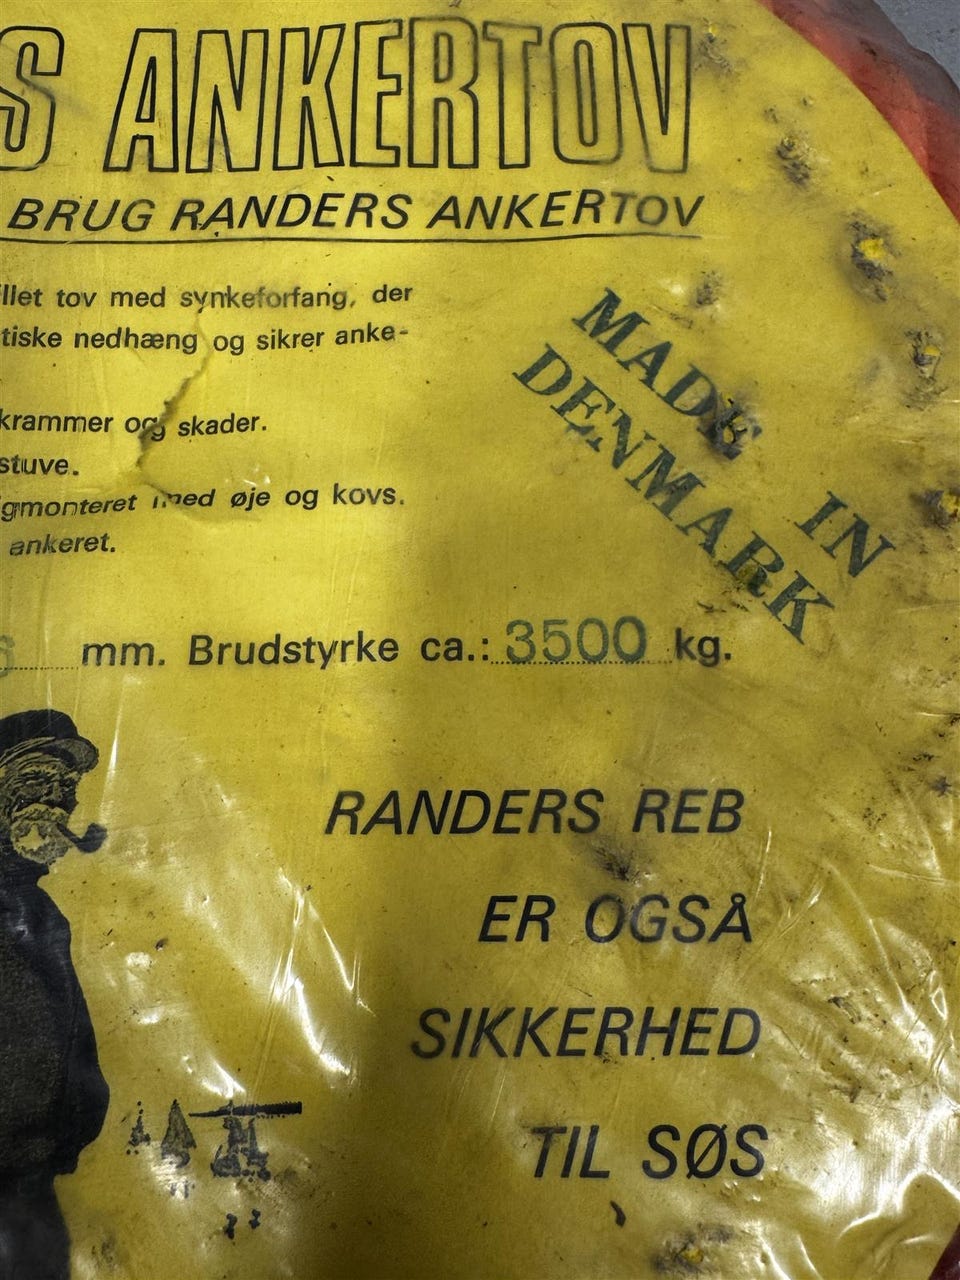 S ANKERTOV
BRUG RANDERS ANKERTOV
llet tov med synkeforfang, der
tiske nedhæng og sikrer anke-
krammer og skader.
stuve.
gmonteret med øje og kovs.
ankeret.
MADE IN
DENMARK
mm. Brudstyrke ca.: 3500 kg.
RANDERS REB
ER OGSÅ
SIKKERHED
TIL SØS